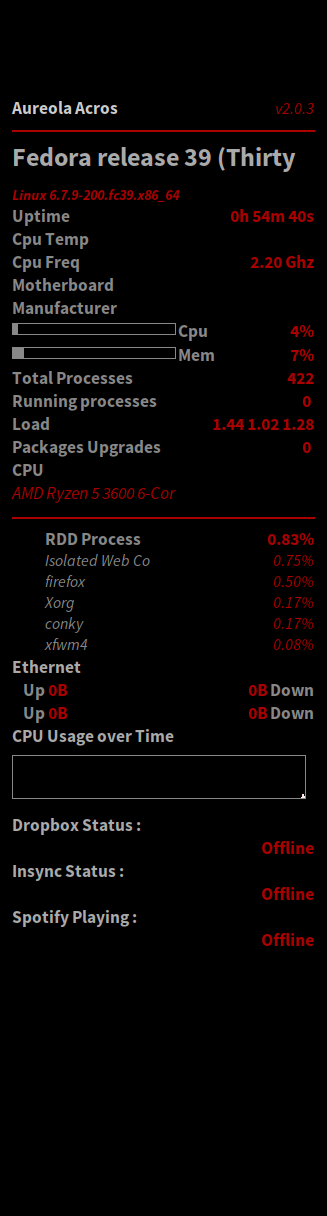 Aureola Acros v2.0.3
Fedora release 39 (Thirty
Linux 6.7.9-200.fc39.x86_64
Uptime 0h 54m 40s
Cpu Temp
Cpu Freq 2.20 Ghz
Motherboard
Manufacturer
Cpu 4%
Mem 7%
Total Processes 422
Running processes 0
Load 1.44 1.02 1.28
Packages Upgrades 0
CPU
AMD Ryzen 5 3600 6-Cor
RDD Process 0.83%
Isolated Web Co 0.75%
firefox 0.50%
Xorg 0.17%
conky 0.17%
xfwm4 0.08%
Ethernet
Up 0B 0B Down
Up 0B 0B Down
CPU Usage over Time
Dropbox Status :
Offline
Insync Status :
Offline
Spotify Playing :
Offline